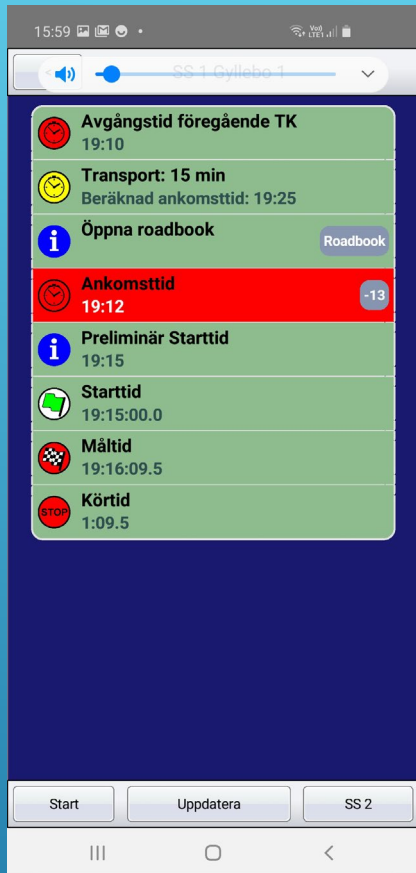 15:59
Vo))
LTE1
SS 1 Gyllebo 1
Avgångstid föregående TK
19:10
Transport: 15 min
Beräknad ankomsttid: 19:25
Öppna roadbook
Roadbook
Ankomsttid
19:12
-13
Preliminär Starttid
19:15
Starttid
19:15:00.0
Måltid
19:16:09.5
STOP
Körtid
1:09.5
Start
Uppdatera
SS 2